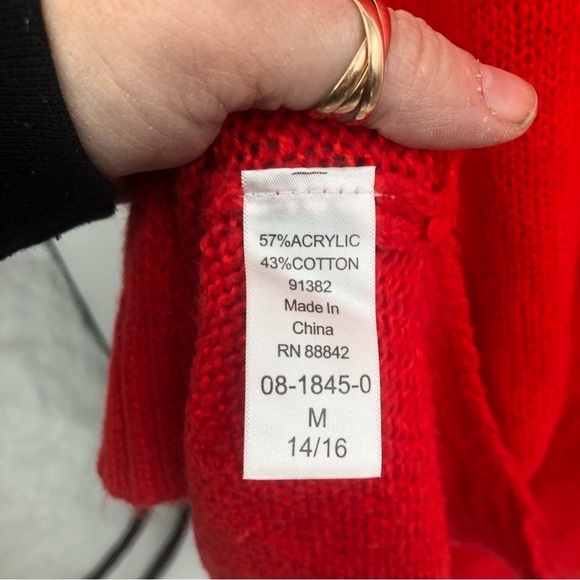 57%ACRYLIC
43%COTTON
91382
Made In
China
RN 88842
08-1845-0
M
14/16